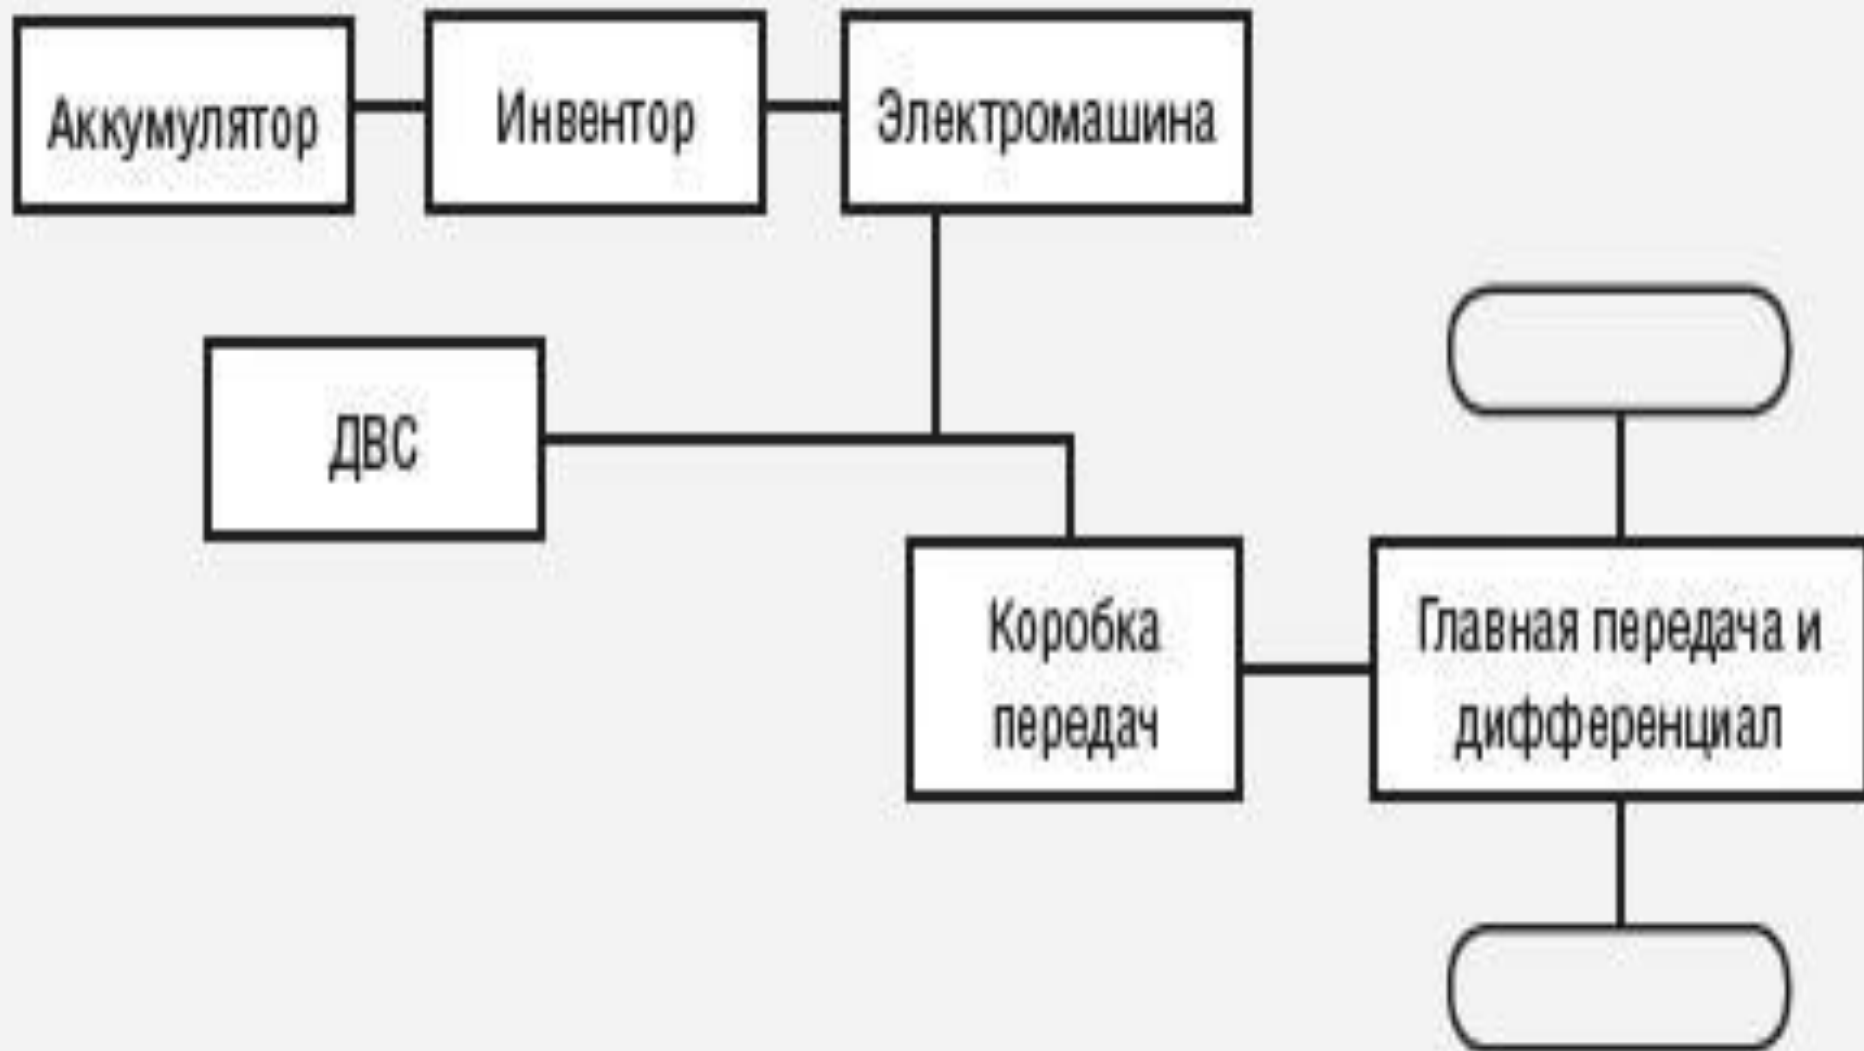 Аккумулятор
Инвентор
Электромашина
ДВС
Коробка
передач
Главная передача и
дифференциал